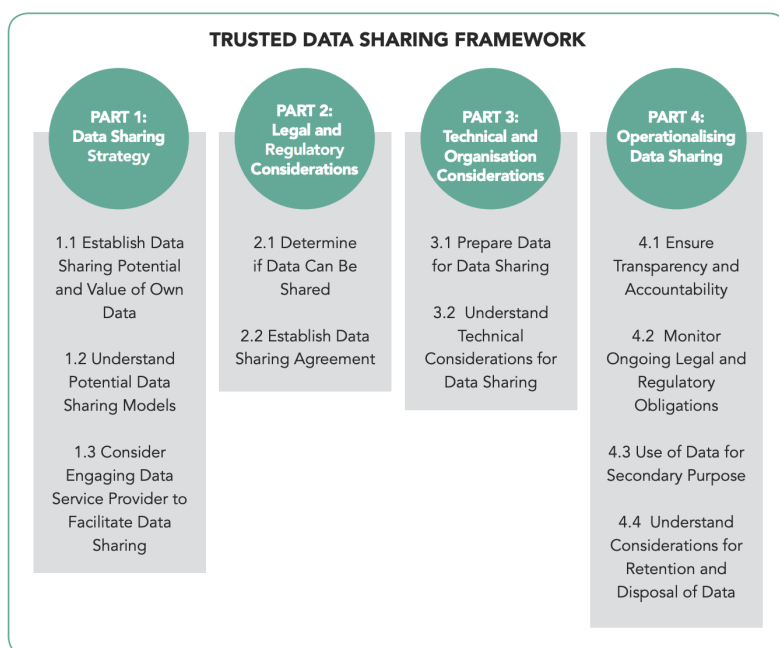 TRUSTED DATA SHARING FRAMEWORK
PART 1:
Data Sharing
Strategy
1.1 Establish Data
Sharing Potential
and Value of Own
Data
1.2 Understand
Potential Data
Sharing Models
1.3 Consider
Engaging Data
Service Provider to
Facilitate Data
Sharing
PART 2:
Legal and
Regulatory
Considerations
2.1 Determine
if Data Can Be
Shared
2.2 Establish Data
Sharing Agreement
PART 3:
Technical and
Organisation
Considerations
3.1 Prepare Data
for Data Sharing
3.2 Understand
Technical
Considerations for
Data Sharing
PART 4:
Operationalising
Data Sharing
4.1 Ensure
Transparency and
Accountability
4.2 Monitor
Ongoing Legal and
Regulatory
Obligations
4.3 Use of Data for
Secondary Purpose
4.4 Understand
Considerations for
Retention and
Disposal of Data